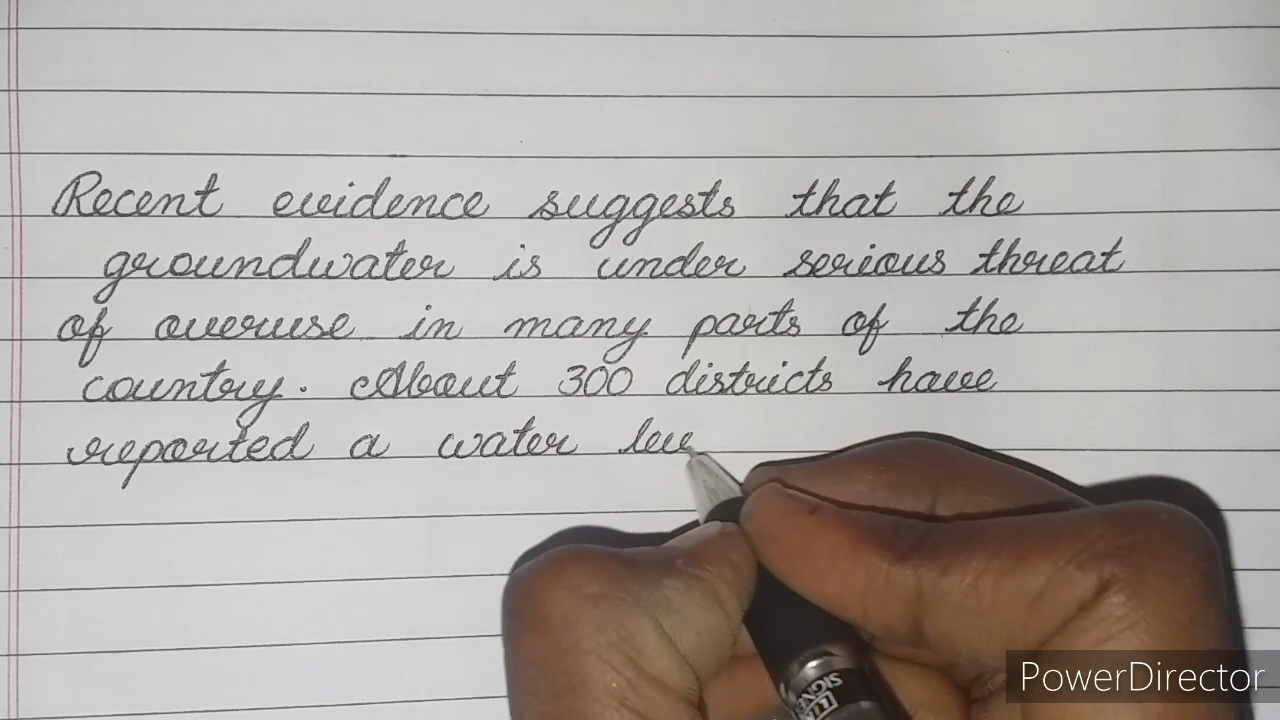 Recent evidence suggests that the
groundwater is under serious threat
of overuse in many parts of the
country. About 300 districts have
reported a water leve
PowerDirector